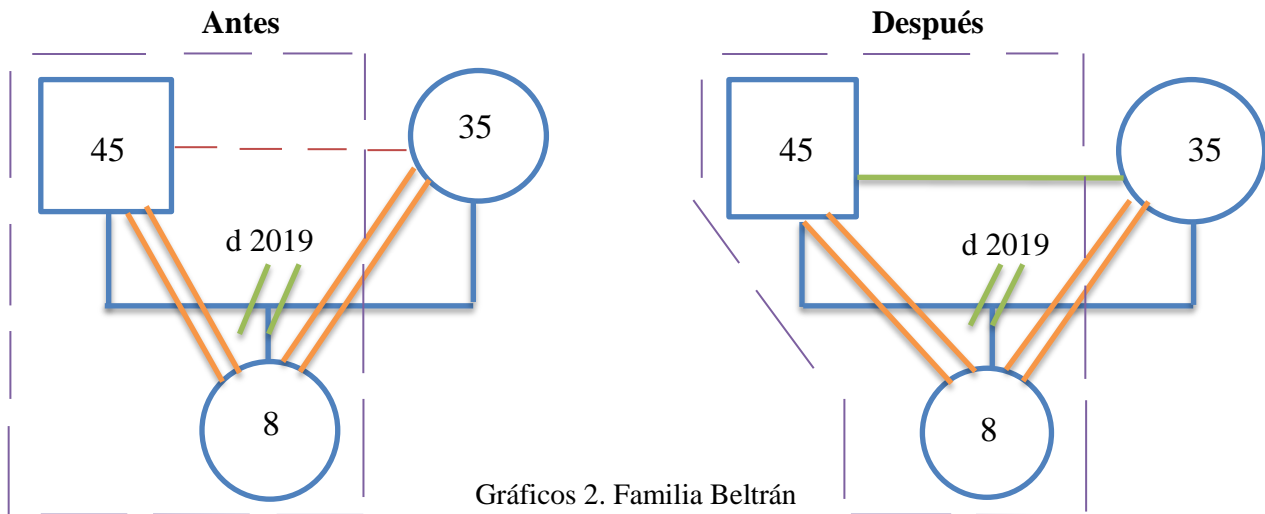 Antes
45
35
d 2019
8
Después
45
35
d 2019
8
Gráficos 2. Familia Beltrán